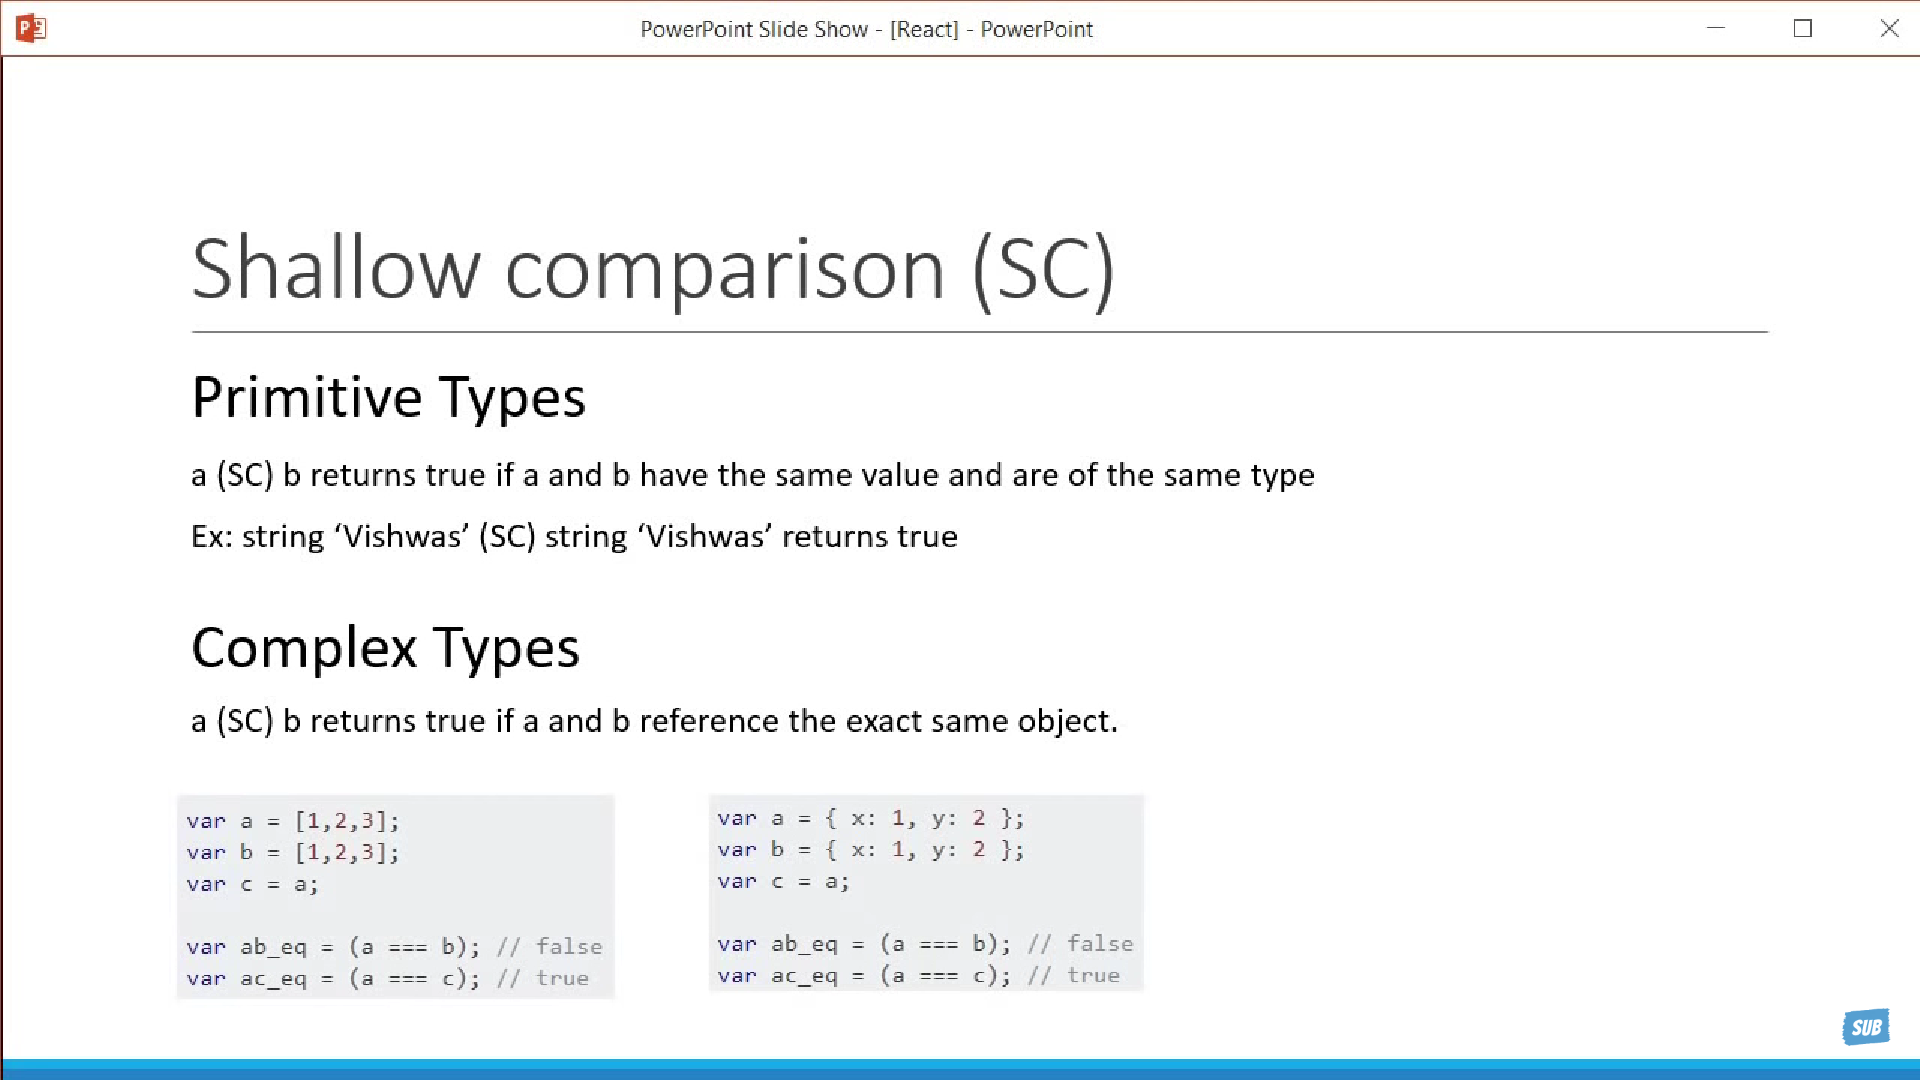 PowerPoint Slide Show - [React] - PowerPoint
Shallow comparison (SC)
Primitive Types
a (SC) b returns true if a and b have the same value and are of the same type
Ex: string ‘Vishwas’ (SC) string ‘Vishwas’ returns true
Complex Types
a (SC) b returns true if a and b reference the exact same object.
var a = [1,2,3];
var b = [1,2,3];
var c = a;
var ab_eq = (a === b); // false
var ac_eq = (a === c); // true
var a = { x: 1, y: 2 };
var b = { x: 1, y: 2 };
var c = a;
var ab_eq = (a === b); // false
var ac_eq = (a === c); // true
SUB